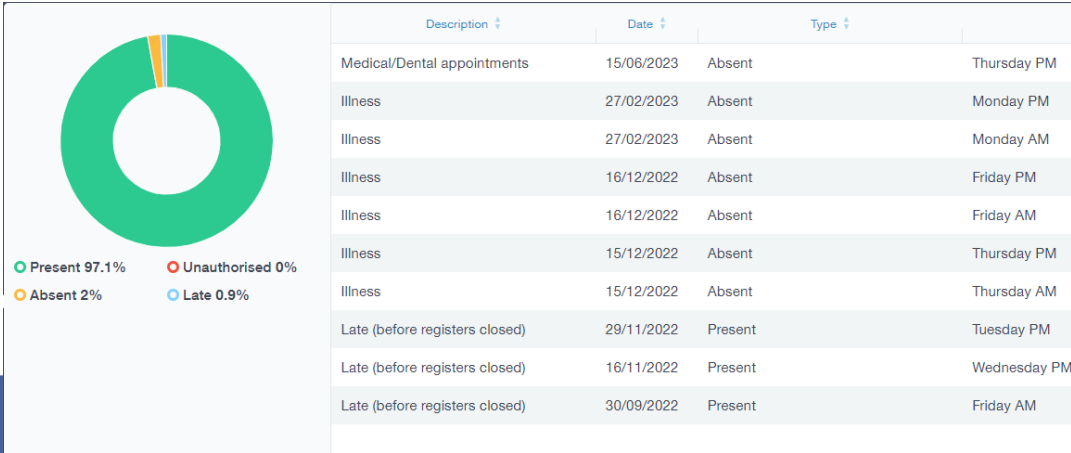 Description Date Type
Medical/Dental appointments 15/06/2023 Absent Thursday PM
Illness 27/02/2023 Absent Monday PM
Illness 27/02/2023 Absent Monday AM
Illness 16/12/2022 Absent Friday PM
Illness 16/12/2022 Absent Friday AM
Illness 15/12/2022 Absent Thursday PM
Illness 15/12/2022 Absent Thursday AM
Late (before registers closed) 29/11/2022 Present Tuesday PM
Late (before registers closed) 16/11/2022 Present Wednesday PM
Late (before registers closed) 30/09/2022 Present Friday AM
Present 97.1% Unauthorised 0%
Absent 2% Late 0.9%